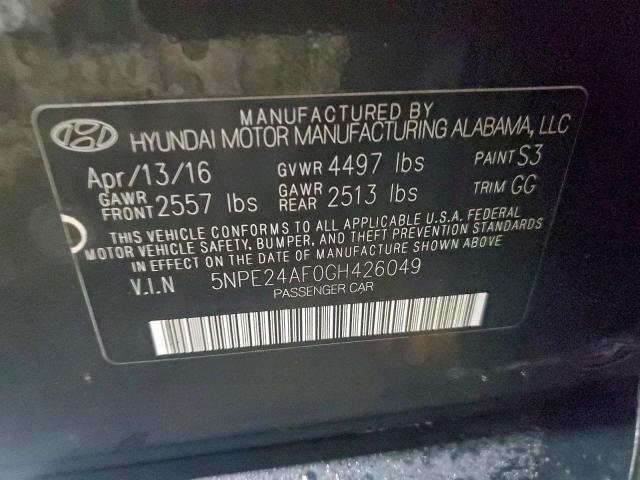 MANUFACTURED BY
HYUNDAI MOTOR MANUFACTURING ALABAMA, LLC
Apr/13/16 GVWR 4497 lbs PAINT S3
GAWR FRONT 2557 lbs GAWR REAR 2513 lbs TRIM GG
THIS VEHICLE CONFORMS TO ALL APPLICABLE U.S.A. FEDERAL
MOTOR VEHICLE SAFETY, BUMPER, AND THEFT PREVENTION STANDARDS
IN EFFECT ON THE DATE OF MANUFACTURE SHOWN ABOVE
V.I.N 5NPE24AF0GH426049
PASSENGER CAR